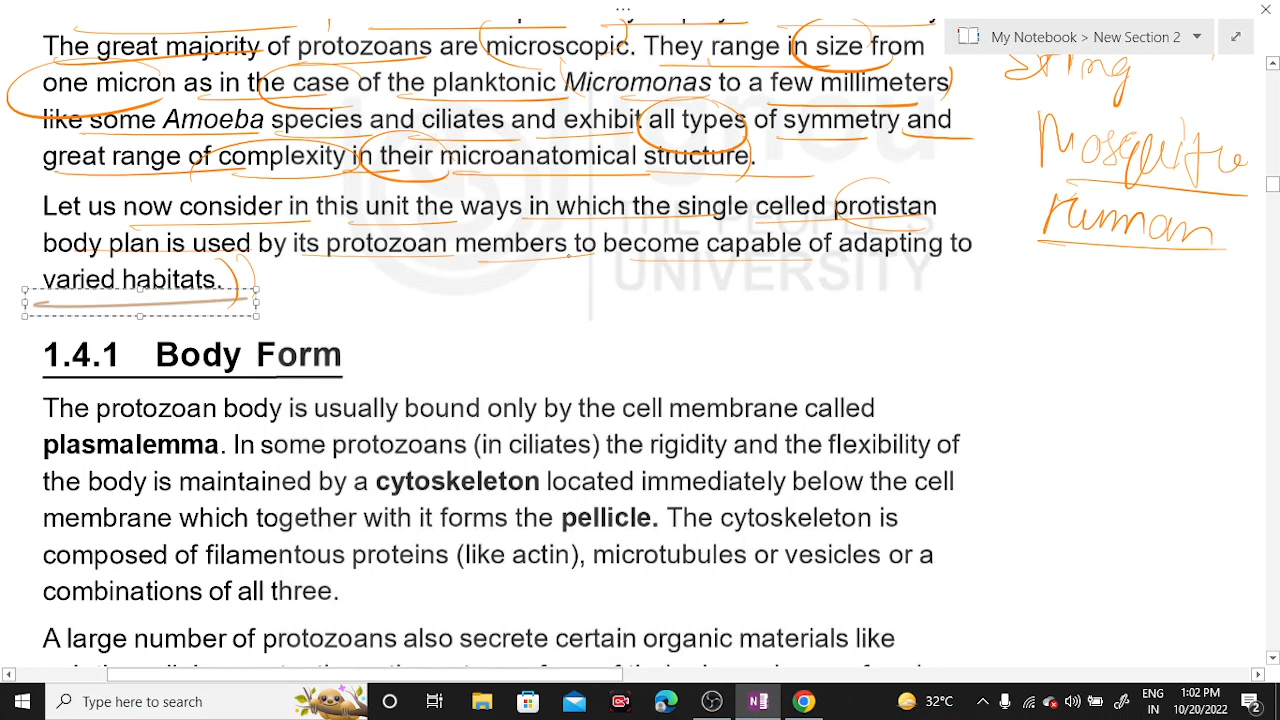 ...
My Notebook > New Section 2
The great majority of protozoans are microscopic. They range in size from
one micron as in the case of the planktonic Micromonas to a few millimeters
like some Amoeba species and ciliates and exhibit all types of symmetry and
great range of complexity in their microanatomical structure.
Let us now consider in this unit the ways in which the single celled protistan
body plan is used by its protozoan members to become capable of adapting to
varied habitats.
Sting
Mosquito
Human
THE PEOPLE'S
UNIVERSITY
1.4.1 Body Form
The protozoan body is usually bound only by the cell membrane called
plasmalemma. In some protozoans (in ciliates) the rigidity and the flexibility of
the body is maintained by a cytoskeleton located immediately below the cell
membrane which together with it forms the pellicle. The cytoskeleton is
composed of filamentous proteins (like actin), microtubules or vesicles or a
combinations of all three.
A large number of protozoans also secrete certain organic materials like
Type here to search
32°C
ENG
IN
1:02 PM
10/20/2022
2